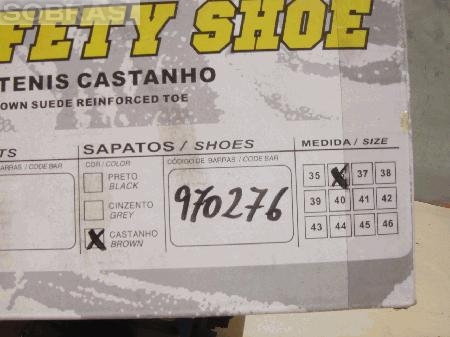 SOBRAS
FETY SHOE
TENIS CASTANHO
OWN SUEDE REINFORCED TOE
TS
SAPATOS / SHOES
MEDIDA / SIZE
BARRAS / CODE BAR
COR / COLOR
CÓDIGO DE BARRAS / CODE BAR
PRETO
BLACK
CINZENTO
GREY
X CASTANHO
BROWN
970276
35 X 37 38
39 40 41 42
43 44 45 46